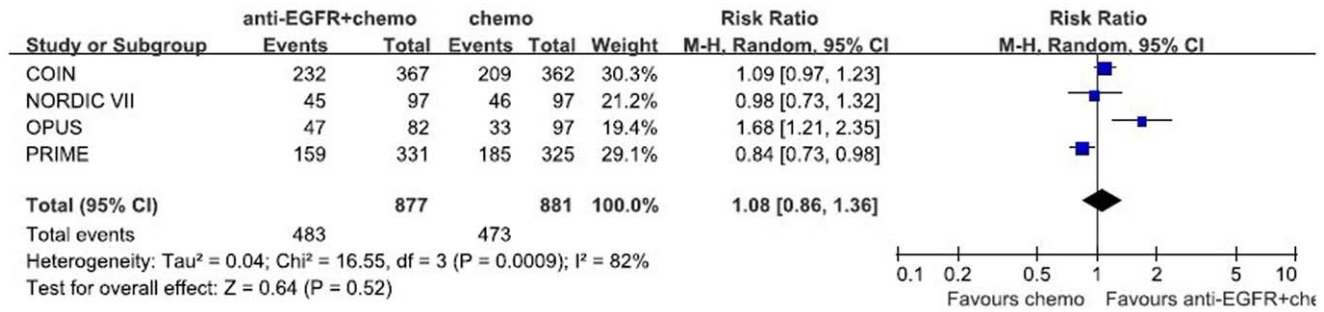 anti-EGFR+chemo chemo Risk Ratio Risk Ratio
Study or Subgroup Events Total Events Total Weight M-H, Random, 95% CI M-H, Random, 95% CI
COIN 232 367 209 362 30.3% 1.09 [0.97, 1.23]
NORDIC VII 45 97 46 97 21.2% 0.98 [0.73, 1.32]
OPUS 47 82 33 97 19.4% 1.68 [1.21, 2.35]
PRIME 159 331 185 325 29.1% 0.84 [0.73, 0.98]
Total (95% CI) 877 881 100.0% 1.08 [0.86, 1.36]
Total events 483 473
Heterogeneity: Tau² = 0.04; Chi² = 16.55, df = 3 (P = 0.0009); I² = 82%
Test for overall effect: Z = 0.64 (P = 0.52)
0.1 0.2 0.5 1 2 5 10
Favours chemo Favours anti-EGFR+che